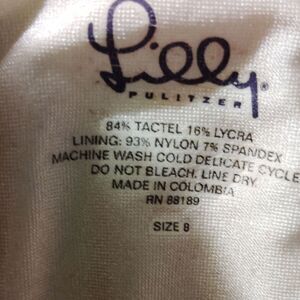 Lilly
PULITZER
84% TACTEL 16% LYCRA
LINING: 93% NYLON 7% SPANDEX
MACHINE WASH COLD DELICATE CYCLE
DO NOT BLEACH. LINE DRY.
MADE IN COLOMBIA
RN 88189
SIZE 8